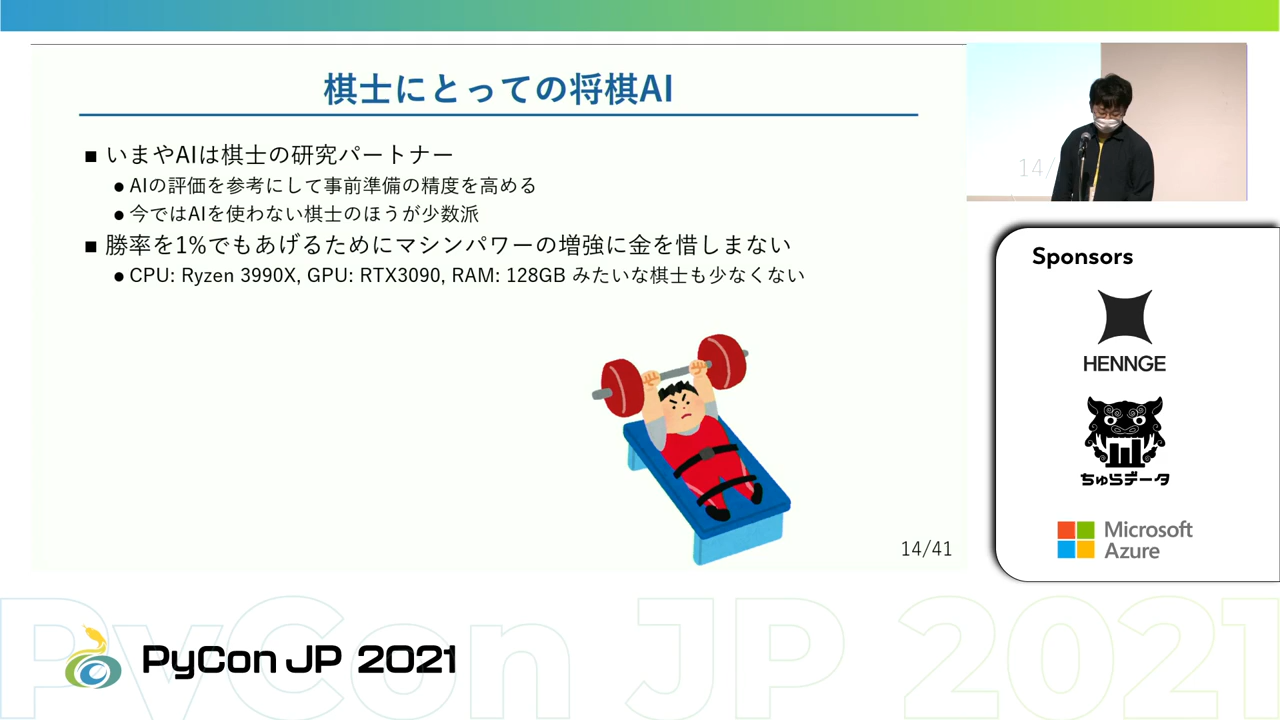 棋士にとっての将棋AI
■ いまやAIは棋士の研究パートナー
● AIの評価を参考にして事前準備の精度を高める
● 今ではAIを使わない棋士のほうが少数派
■ 勝率を1%でもあげるためにマシンパワーの増強に金を惜しまない
● CPU: Ryzen 3990X, GPU: RTX3090, RAM: 128GB みたいな棋士も少なくない
14/41
14/
Sponsors
HENNGE
ちゅらデータ
Microsoft
Azure
PyCon JP 2021
PyCon JP 2021